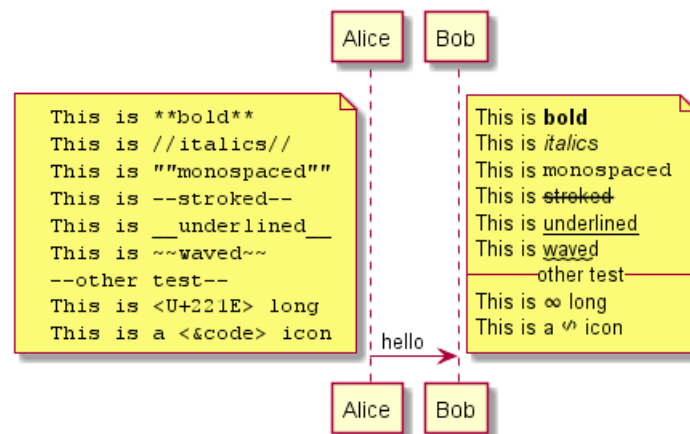 Alice
Bob
This is **bold**
This is //italics//
This is ""monospaced""
This is --stroked--
This is __underlined__
This is ~~waved~~
--other test--
This is <U+221E> long
This is a <&code> icon
This is bold
This is italics
This is monospaced
This is stroked
This is underlined
This is waved
other test
This is ∞ long
This is a icon
hello
Alice
Bob